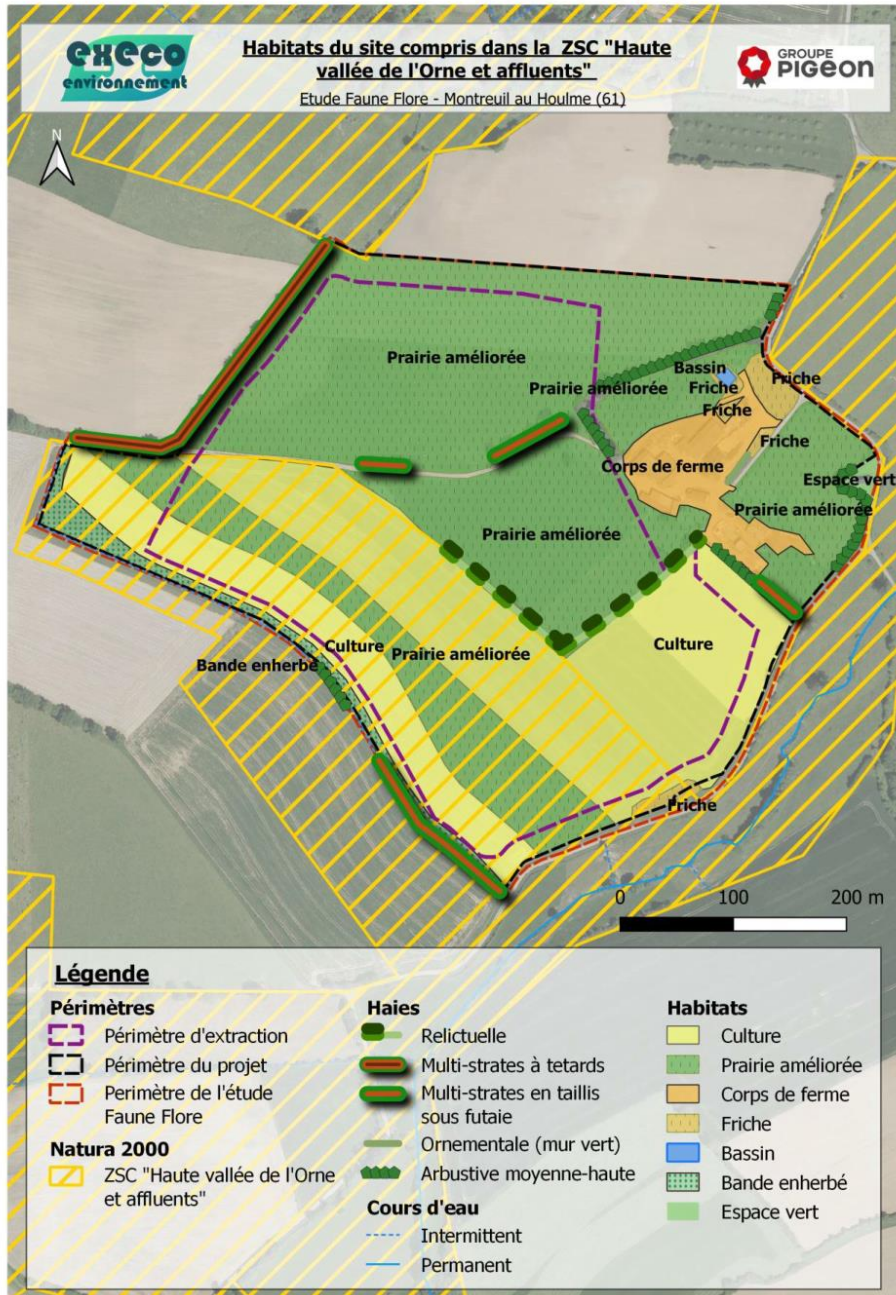 execo
environnement
Habitats du site compris dans la ZSC "Haute
vallée de l'Orne et affluents"
Etude Faune Flore - Montreuil au Houlme (61)
GROUPE
PIGEON
N
Prairie améliorée
Bassin
Prairie améliorée
Friche
Friche
Friche
Friche
Corps de ferme
Espace vert
Prairie améliorée
Prairie améliorée
Culture
Culture
Prairie améliorée
Bande enherbé
Friche
0 100 200 m
Légende
Périmètres
Périmètre d'extraction
Périmètre du projet
Perimètre de l'étude
Faune Flore
Natura 2000
ZSC "Haute vallée de l'Orne
et affluents"
Haies
Relictuelle
Multi-strates à tetards
Multi-strates en taillis
sous futaie
Ornementale (mur vert)
Arbustive moyenne-haute
Cours d'eau
Intermittent
Permanent
Habitats
Culture
Prairie améliorée
Corps de ferme
Friche
Bassin
Bande enherbé
Espace vert